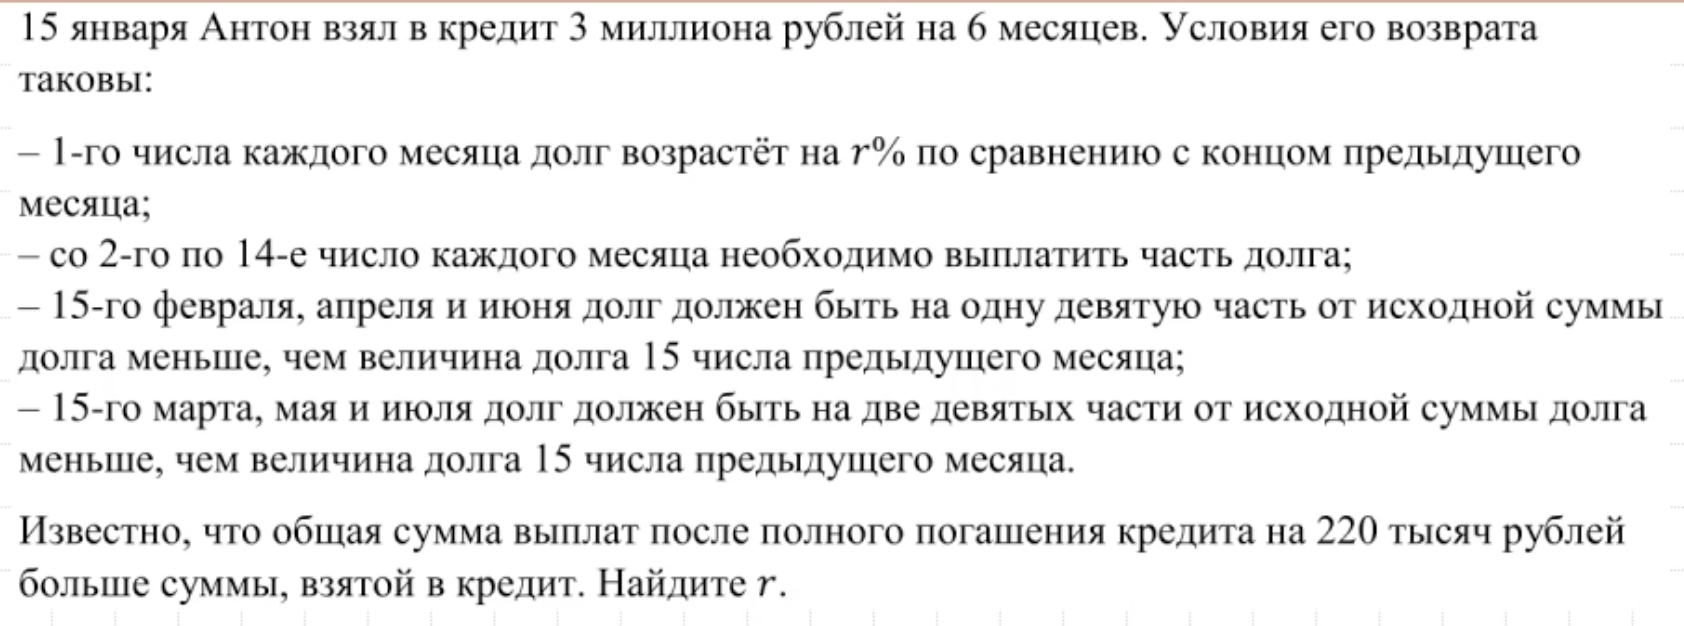 15 января Антон взял в кредит 3 миллиона рублей на 6 месяцев. Условия его возврата
таковы:
– 1-го числа каждого месяца долг возрастёт на r% по сравнению с концом предыдущего
месяца;
– со 2-го по 14-е число каждого месяца необходимо выплатить часть долга;
– 15-го февраля, апреля и июня долг должен быть на одну девятую часть от исходной суммы
долга меньше, чем величина долга 15 числа предыдущего месяца;
– 15-го марта, мая и июля долг должен быть на две девятых части от исходной суммы долга
меньше, чем величина долга 15 числа предыдущего месяца.
Известно, что общая сумма выплат после полного погашения кредита на 220 тысяч рублей
больше суммы, взятой в кредит. Найдите r.